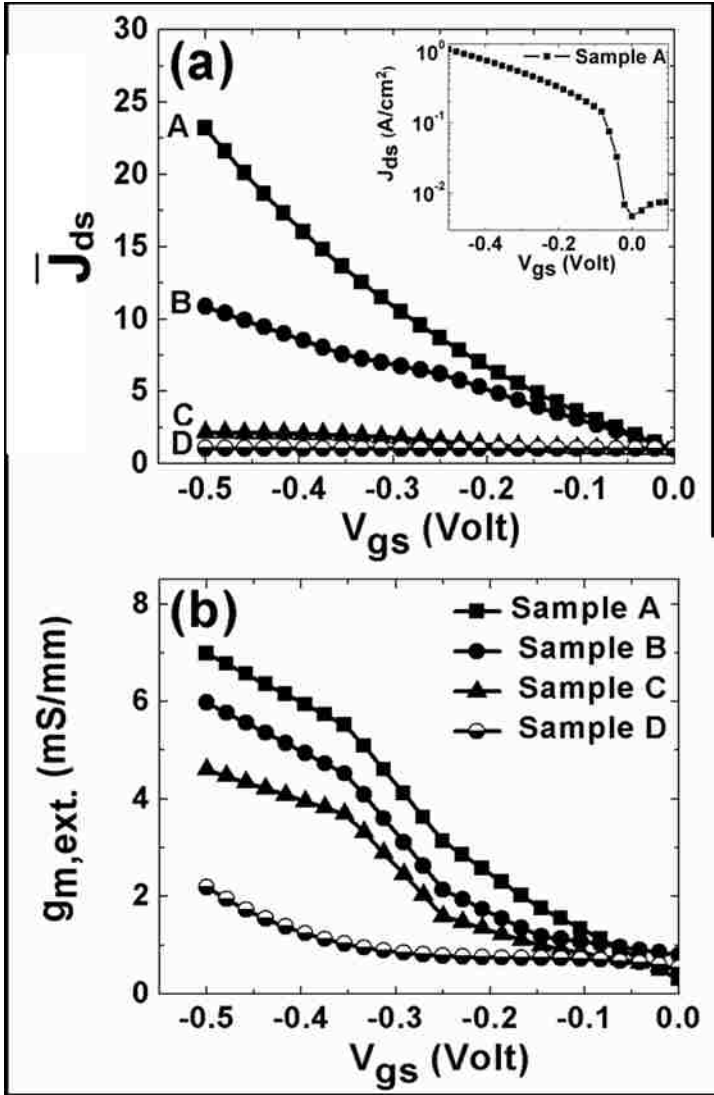 (a)
30
25
20
15
10
5
0
J̄ds
A
B
C
D
-0.5 -0.4 -0.3 -0.2 -0.1 0.0
Vgs (Volt)
Sample A
10^0
10^-1
10^-2
Jds (A/cm²)
-0.4 -0.2 0.0
Vgs (Volt)
(b)
8
6
4
2
0
gm,ext. (mS/mm)
Sample A
Sample B
Sample C
Sample D
-0.5 -0.4 -0.3 -0.2 -0.1 0.0
Vgs (Volt)